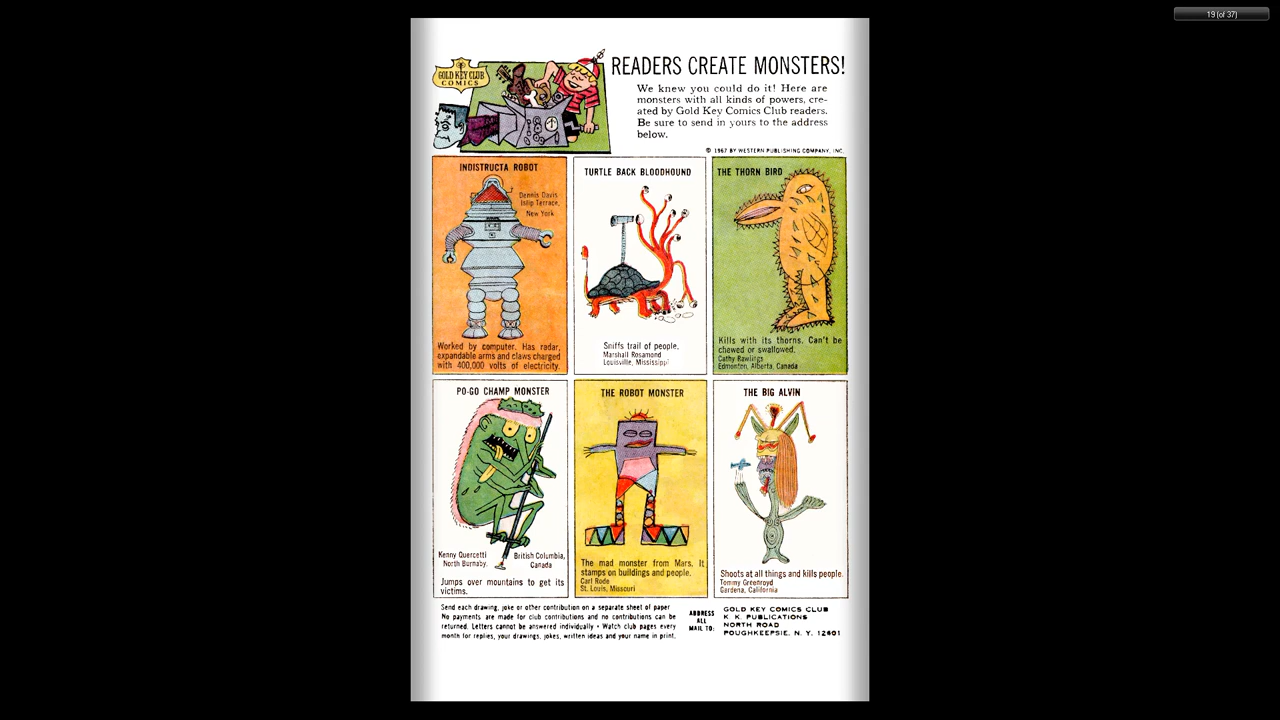 19 (of 37)
GOLD KEY CLUB
COMICS
READERS CREATE MONSTERS!
We knew you could do it! Here are
monsters with all kinds of powers, cre-
ated by Gold Key Comics Club readers.
Be sure to send in yours to the address
below.
© 1967 BY WESTERN PUBLISHING COMPANY, INC.
INDISTRUCTA ROBOT
Dennis Davis
Islip Terrace,
New York
Worked by computer. Has radar,
expandable arms and claws charged
with 400,000 volts of electricity.
TURTLE BACK BLOODHOUND
Sniffs trail of people.
Marshall Rosamond
Louisville, Mississippi
THE THORN BIRD
Kills with its thorns. Can't be
chewed or swallowed.
Cathy Rawlings
Edmonton, Alberta, Canada
PO-GO CHAMP MONSTER
Kenny Quercetti
North Burnaby,
British Columbia,
Canada
Jumps over mountains to get its
victims.
THE ROBOT MONSTER
The mad monster from Mars. It
stamps on buildings and people.
Carl Rode
St. Louis, Missouri
THE BIG ALVIN
Shoots at all things and kills people.
Tommy Greenroyd
Gardena, California
Send each drawing, joke or other contribution on a separate sheet of paper
No payments are made for club contributions and no contributions can be
returned. Letters cannot be answered individually • Watch club pages every
month for replies, your drawings, jokes, written ideas and your name in print.
ADDRESS
ALL
MAIL TO:
GOLD KEY COMICS CLUB
K. K. PUBLICATIONS
NORTH ROAD
POUGHKEEPSIE, N. Y. 12601